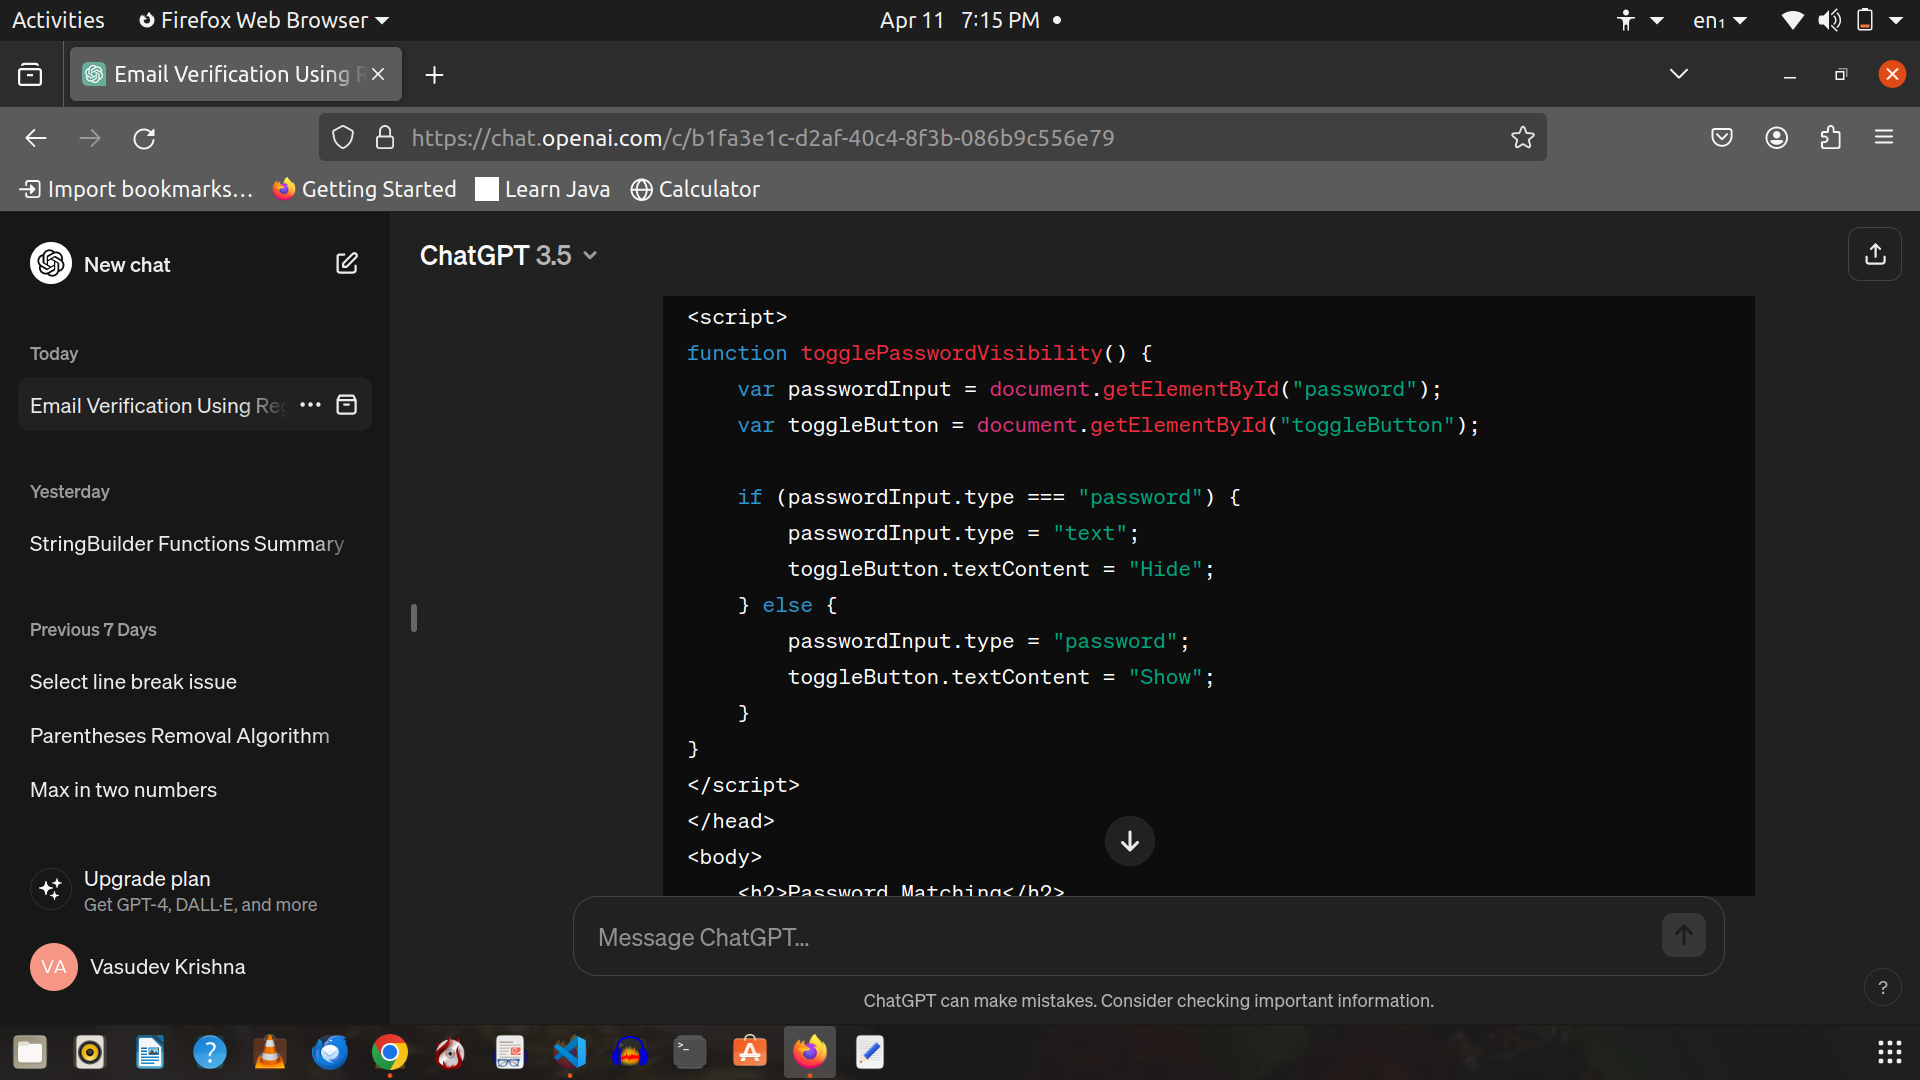 Activities
Firefox Web Browser
Apr 11 7:15 PM
en₁
Email Verification Using R
https://chat.openai.com/c/b1fa3e1c-d2af-40c4-8f3b-086b9c556e79
Import bookmarks…
Getting Started
Learn Java
Calculator
New chat
ChatGPT 3.5
Today
Email Verification Using Reg
Yesterday
StringBuilder Functions Summary
Previous 7 Days
Select line break issue
Parentheses Removal Algorithm
Max in two numbers
Upgrade plan
Get GPT-4, DALL·E, and more
VA
Vasudev Krishna
<script>
function togglePasswordVisibility() {
    var passwordInput = document.getElementById("password");
    var toggleButton = document.getElementById("toggleButton");
    if (passwordInput.type === "password") {
        passwordInput.type = "text";
        toggleButton.textContent = "Hide";
    } else {
        passwordInput.type = "password";
        toggleButton.textContent = "Show";
    }
}
</script>
</head>
<body>
    <h2>Password Matching</h2>
Message ChatGPT…
ChatGPT can make mistakes. Consider checking important information.
?